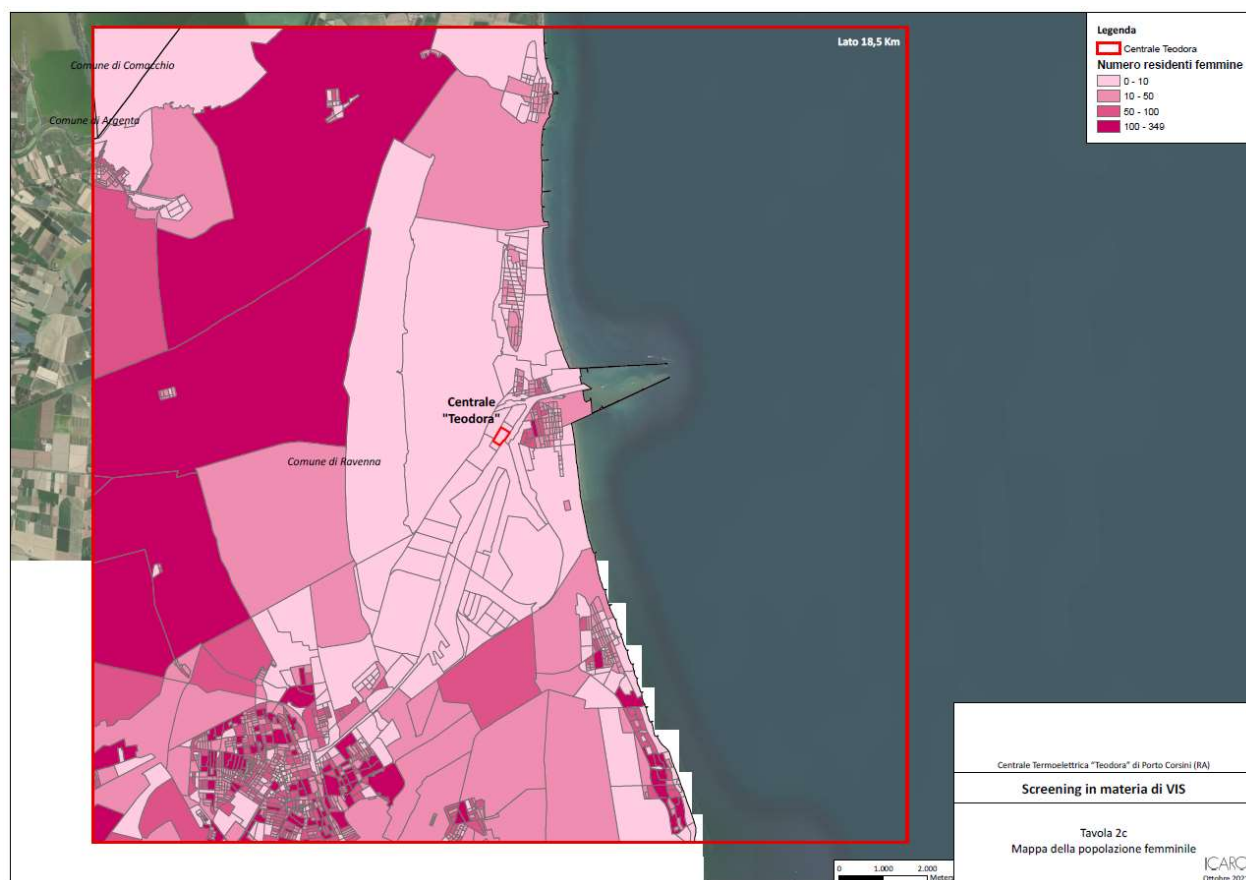 Lato 18,5 Km
Legenda
Centrale Teodora
Numero residenti femmine
0 - 10
10 - 50
50 - 100
100 - 349
Comune di Comacchio
Comune di Argenta
Centrale
"Teodora"
Comune di Ravenna
Centrale Termoelettrica "Teodora" di Porto Corsini (RA)
Screening in materia di VIS
Tavola 2c
Mappa della popolazione femminile
0 1.000 2.000